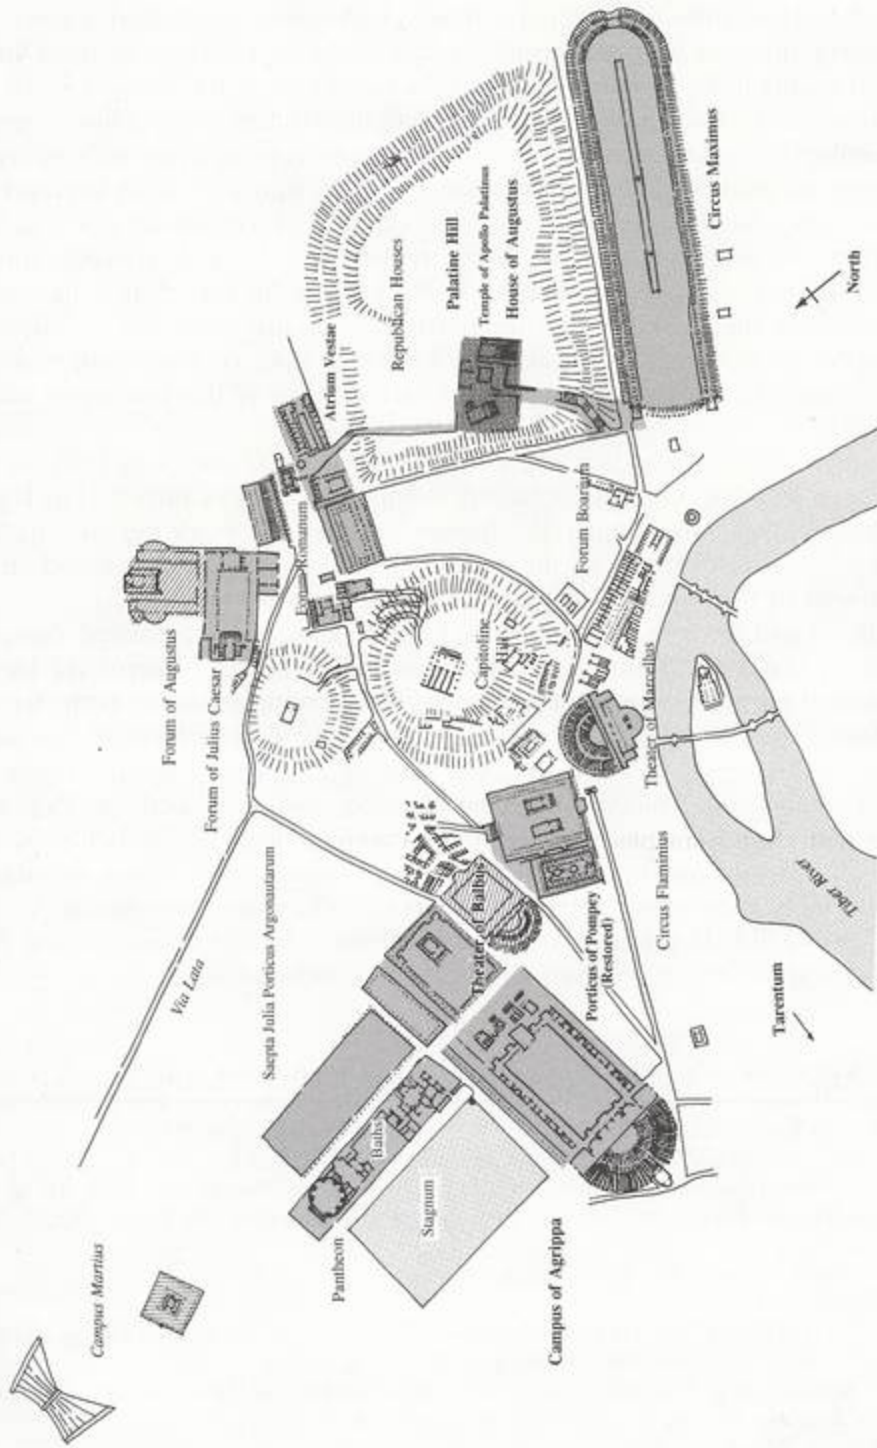 Campus Martius
Via Lata
Pantheon
Baths
Stagnum
Campus of Agrippa
Saepta Julia Porticus Argonautarum
Forum of Augustus
Forum of Julius Caesar
Forum Romanum
Atrium Vestae
Republican Houses
Palatine Hill
Temple of Apollo Palatinus
House of Augustus
Circus Maximus
North
Capitoline
Hill
Forum Boarium
Theater of Balbus
Porticus of Pompey
(Restored)
Theater of Marcellus
Circus Flaminius
Tiber River
Tarentum